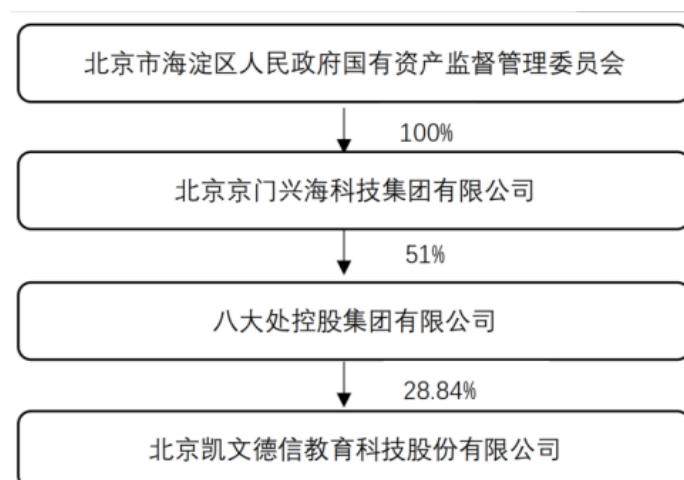 北京市海淀区人民政府国有资产监督管理委员会
100%
北京京门兴海科技集团有限公司
51%
八大处控股集团有限公司
28.84%
北京凯文德信教育科技股份有限公司